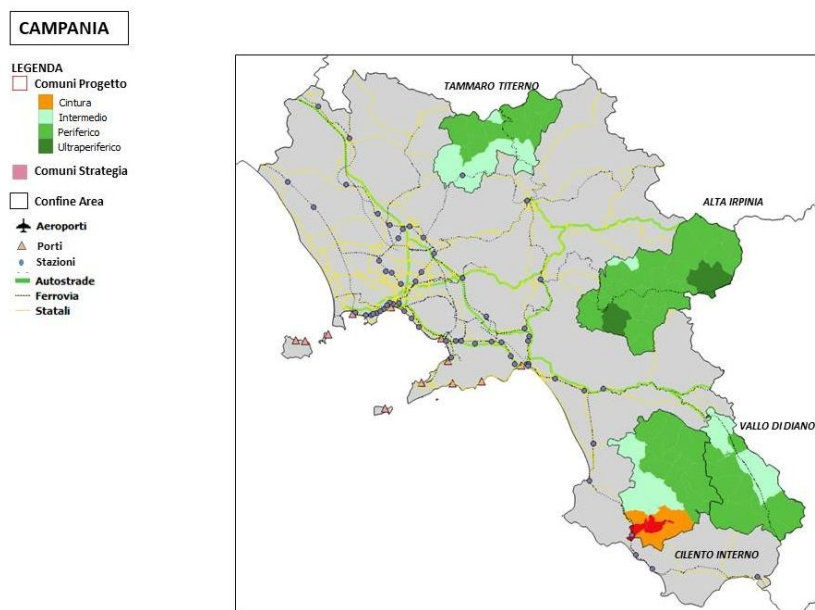 CAMPANIA
LEGENDA
Comuni Progetto
Cintura
Intermedio
Periferico
Ultraperiferico
Comuni Strategia
Confine Area
Aeroporti
Porti
Stazioni
Autostrade
Ferrovia
Statali
TAMMARO TITERNO
ALTA IRPINIA
VALLO DI DIANO
CILENTO INTERNO